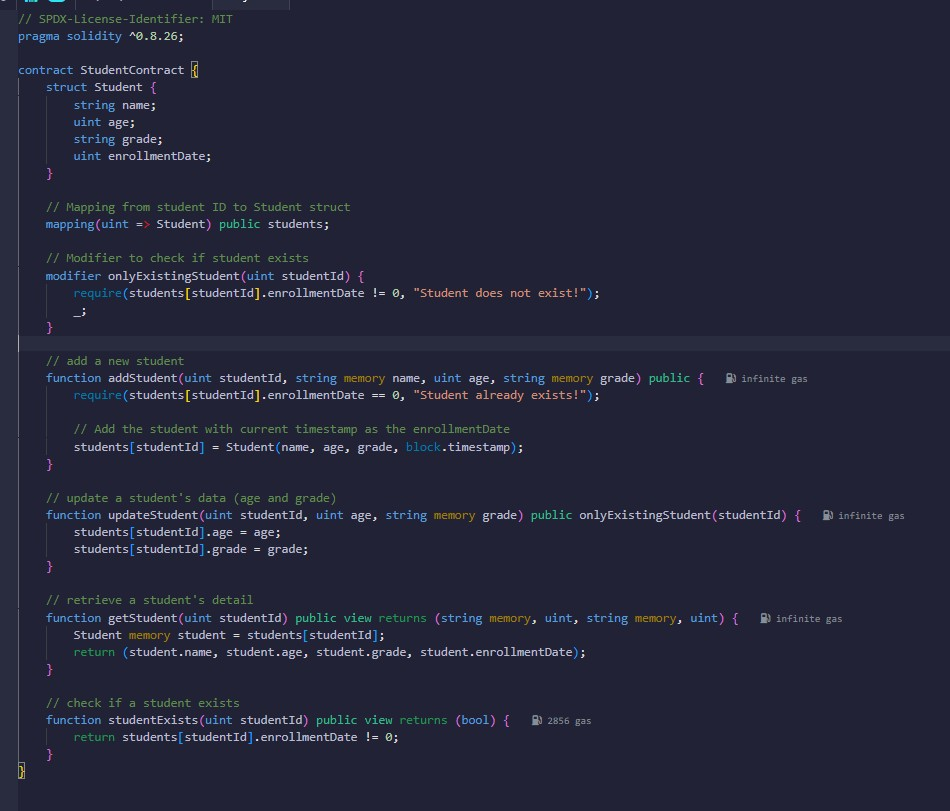 // SPDX-License-Identifier: MIT
pragma solidity ^0.8.26;

contract StudentContract {
    struct Student {
        string name;
        uint age;
        string grade;
        uint enrollmentDate;
    }

    // Mapping from student ID to Student struct
    mapping(uint => Student) public students;

    // Modifier to check if student exists
    modifier onlyExistingStudent(uint studentId) {
        require(students[studentId].enrollmentDate != 0, "Student does not exist!");
        _;
    }

    // add a new student
    function addStudent(uint studentId, string memory name, uint age, string memory grade) public {    infinite gas
        require(students[studentId].enrollmentDate == 0, "Student already exists!");

        // Add the student with current timestamp as the enrollmentDate
        students[studentId] = Student(name, age, grade, block.timestamp);
    }

    // update a student's data (age and grade)
    function updateStudent(uint studentId, uint age, string memory grade) public onlyExistingStudent(studentId) {    infinite gas
        students[studentId].age = age;
        students[studentId].grade = grade;
    }

    // retrieve a student's detail
    function getStudent(uint studentId) public view returns (string memory, uint, string memory, uint) {    infinite gas
        Student memory student = students[studentId];
        return (student.name, student.age, student.grade, student.enrollmentDate);
    }

    // check if a student exists
    function studentExists(uint studentId) public view returns (bool) {    2856 gas
        return students[studentId].enrollmentDate != 0;
    }
}